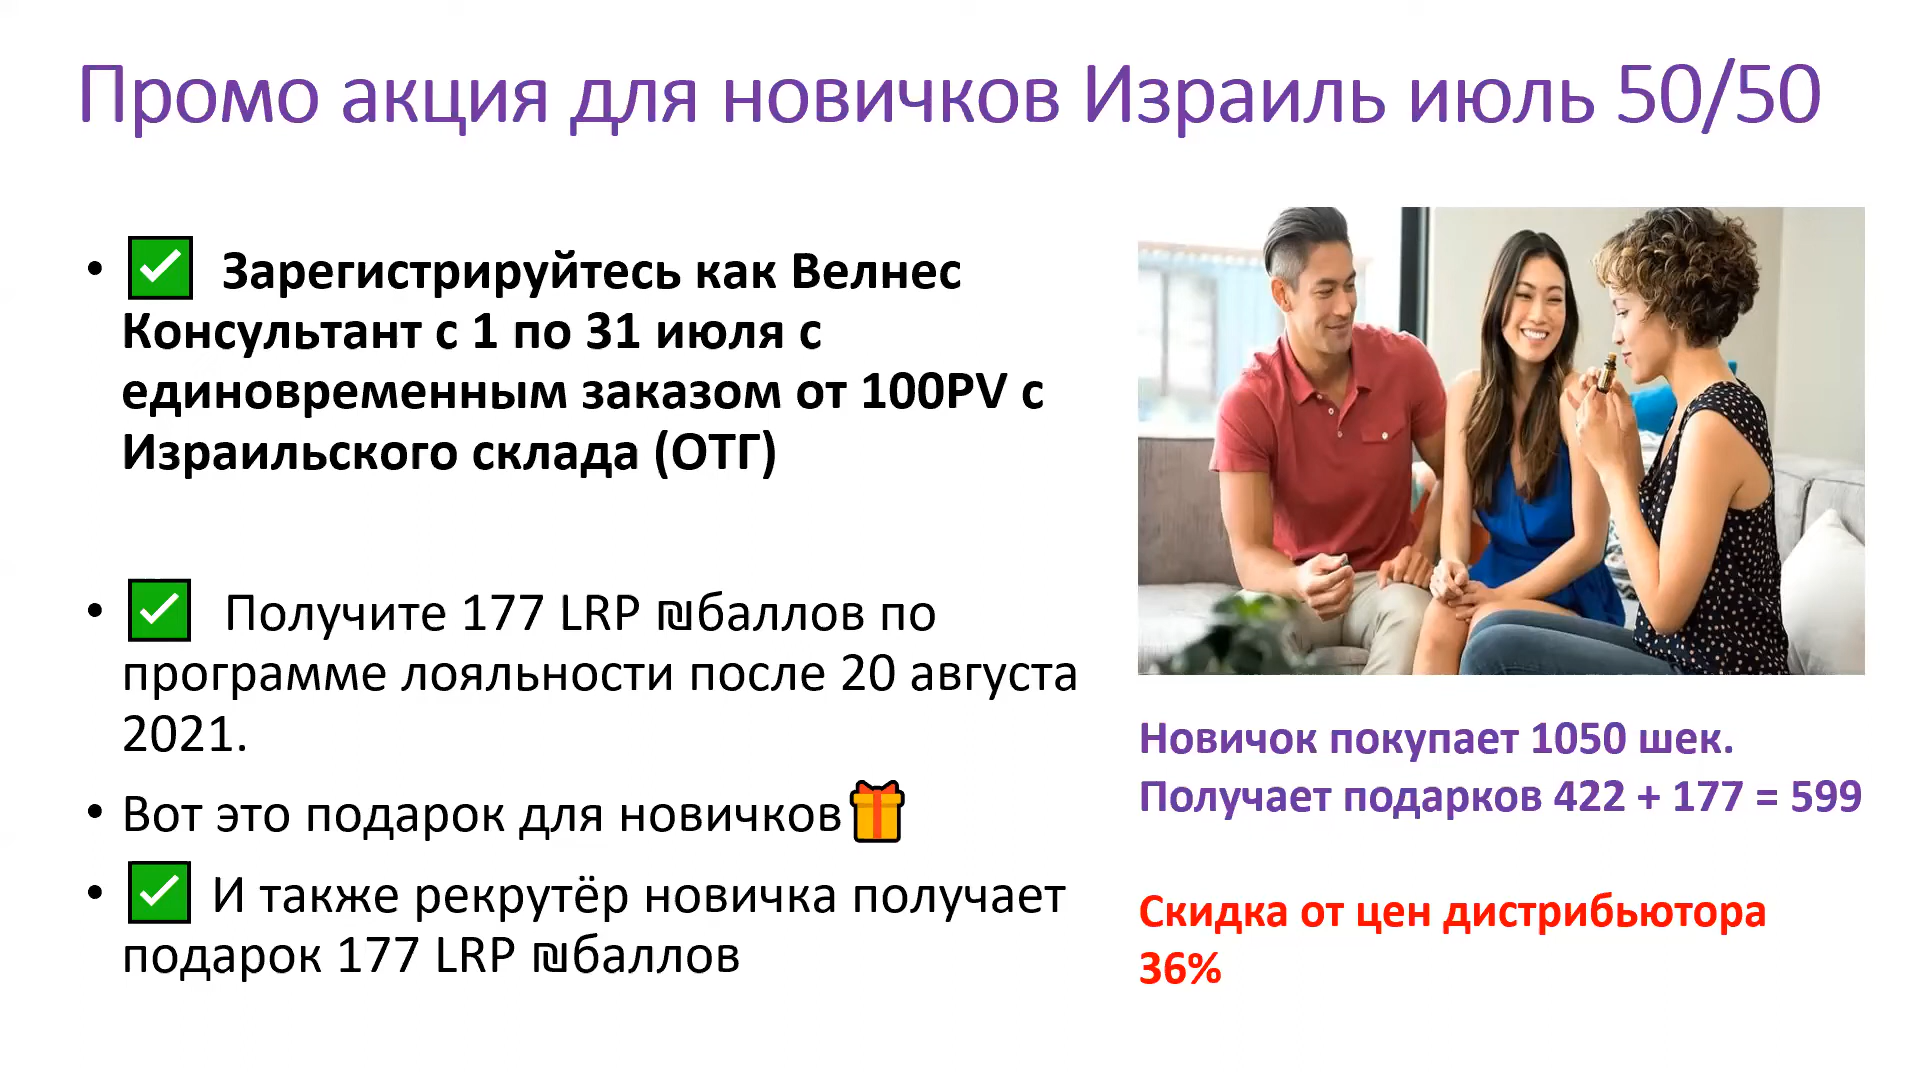 Промо акция для новичков Израиль июль 50/50
• ✅ Зарегистрируйтесь как Велнес
Консультант с 1 по 31 июля с
единовременным заказом от 100PV с
Израильского склада (ОТГ)
• ✅ Получите 177 LRP ₪баллов по
программе лояльности после 20 августа
2021.
• Вот это подарок для новичков🎁
• ✅ И также рекрутёр новичка получает
подарок 177 LRP ₪баллов
Новичок покупает 1050 шек.
Получает подарков 422 + 177 = 599
Скидка от цен дистрибьютора
36%